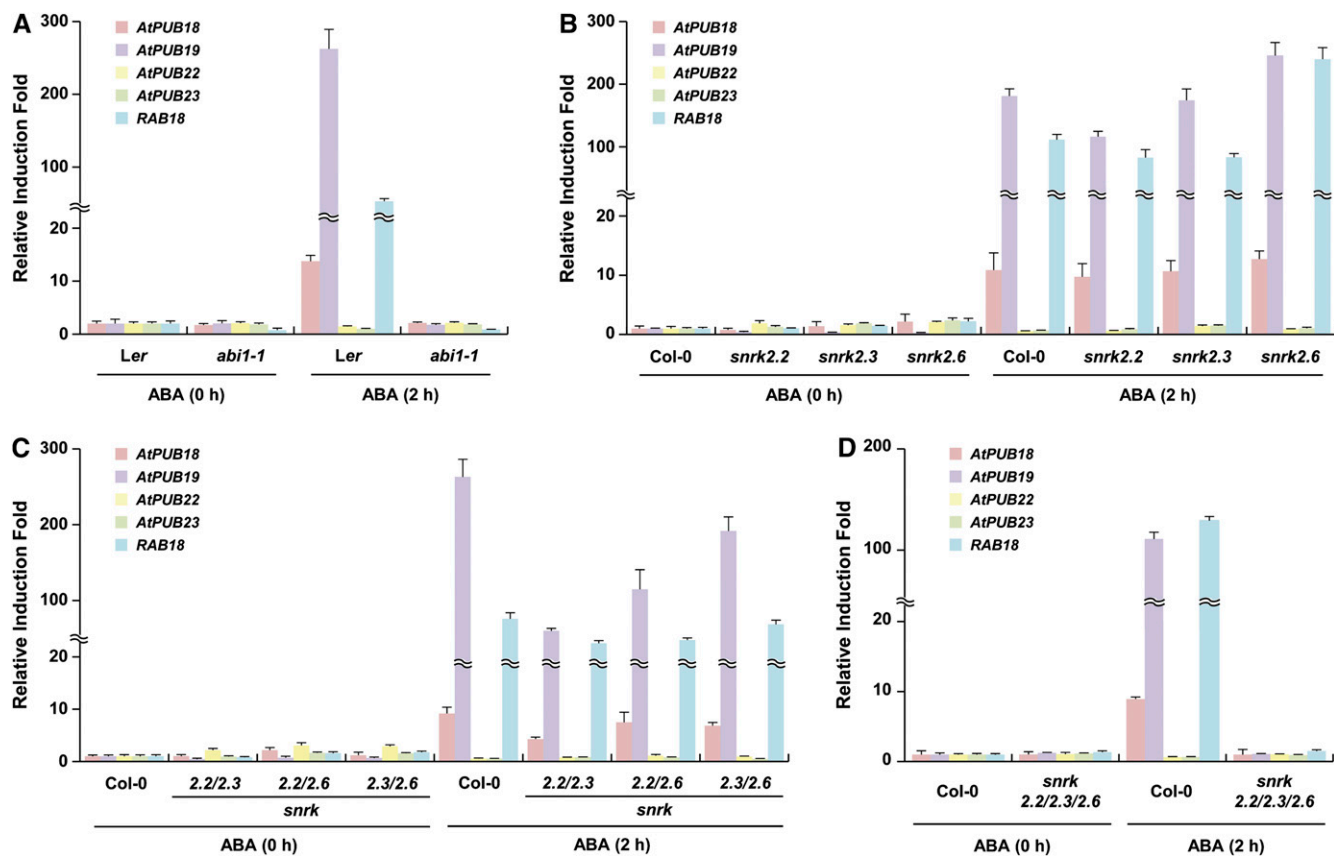 A
Relative Induction Fold
300
200
100
20
10
0
AtPUB18
AtPUB19
AtPUB22
AtPUB23
RAB18
Ler abi1-1 Ler abi1-1
ABA (0 h) ABA (2 h)
B
Relative Induction Fold
300
200
100
20
10
0
AtPUB18
AtPUB19
AtPUB22
AtPUB23
RAB18
Col-0 snrk2.2 snrk2.3 snrk2.6 Col-0 snrk2.2 snrk2.3 snrk2.6
ABA (0 h) ABA (2 h)
C
Relative Induction Fold
300
200
100
20
10
0
AtPUB18
AtPUB19
AtPUB22
AtPUB23
RAB18
Col-0 2.2/2.3 2.2/2.6 2.3/2.6 Col-0 2.2/2.3 2.2/2.6 2.3/2.6
snrk snrk
ABA (0 h) ABA (2 h)
D
Relative Induction Fold
200
100
20
10
0
AtPUB18
AtPUB19
AtPUB22
AtPUB23
RAB18
Col-0 snrk Col-0 snrk
2.2/2.3/2.6 2.2/2.3/2.6
ABA (0 h) ABA (2 h)